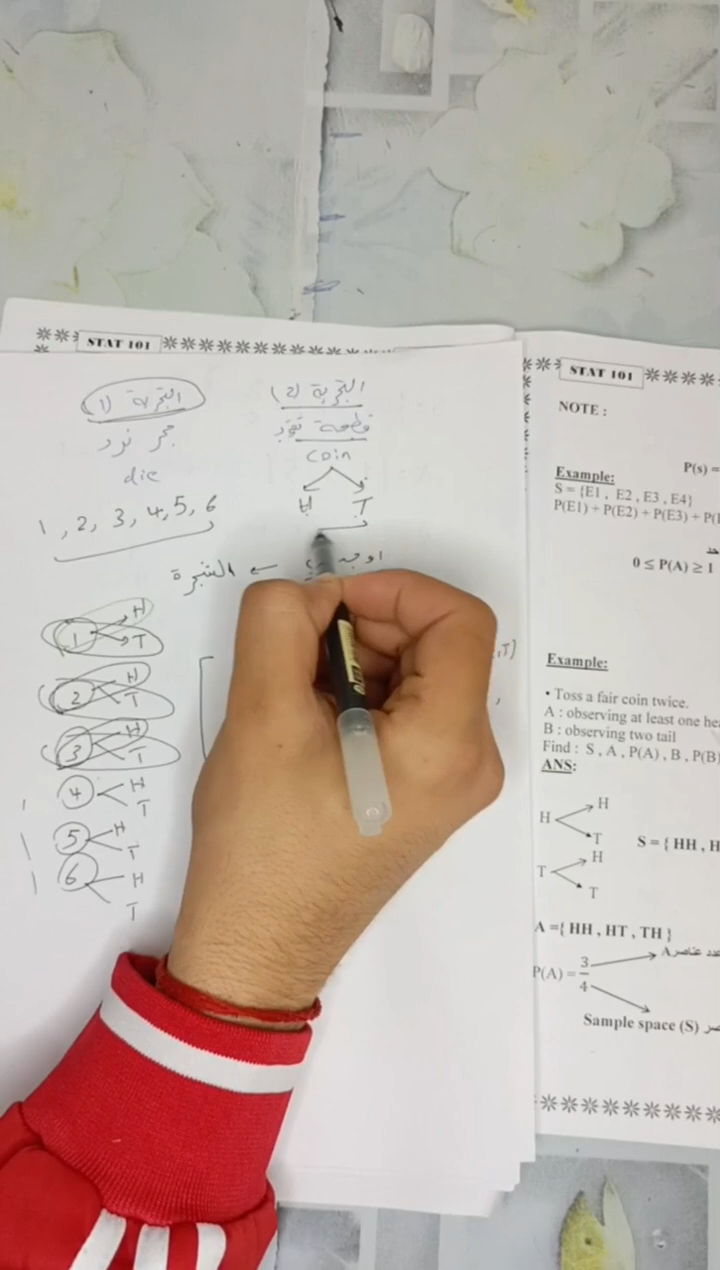 STAT 101
التجربة (1)
حجر نرد
die
1, 2, 3, 4, 5, 6
التجربة (2)
قطعة نقود
coin
H T
الشجرة ←
1 H
T
2 H
T
3 H
T
4 H
T
5 H
T
6 H
T
,T)
STAT 101
NOTE :
P(s) =
Example:
S = {E1 , E2 , E3 , E4}
P(E1) + P(E2) + P(E3) +
0 ≤ P(A) ≥ 1
Example:
• Toss a fair coin twice.
A : observing at least one
B : observing two tail
Find : S , A , P(A) , B , P(B)
ANS:
H H
T
S = { HH , H
T H
T
A ={ HH , HT , TH }
P(A) = 3/4
عدد عناصر A
Sample space (S)